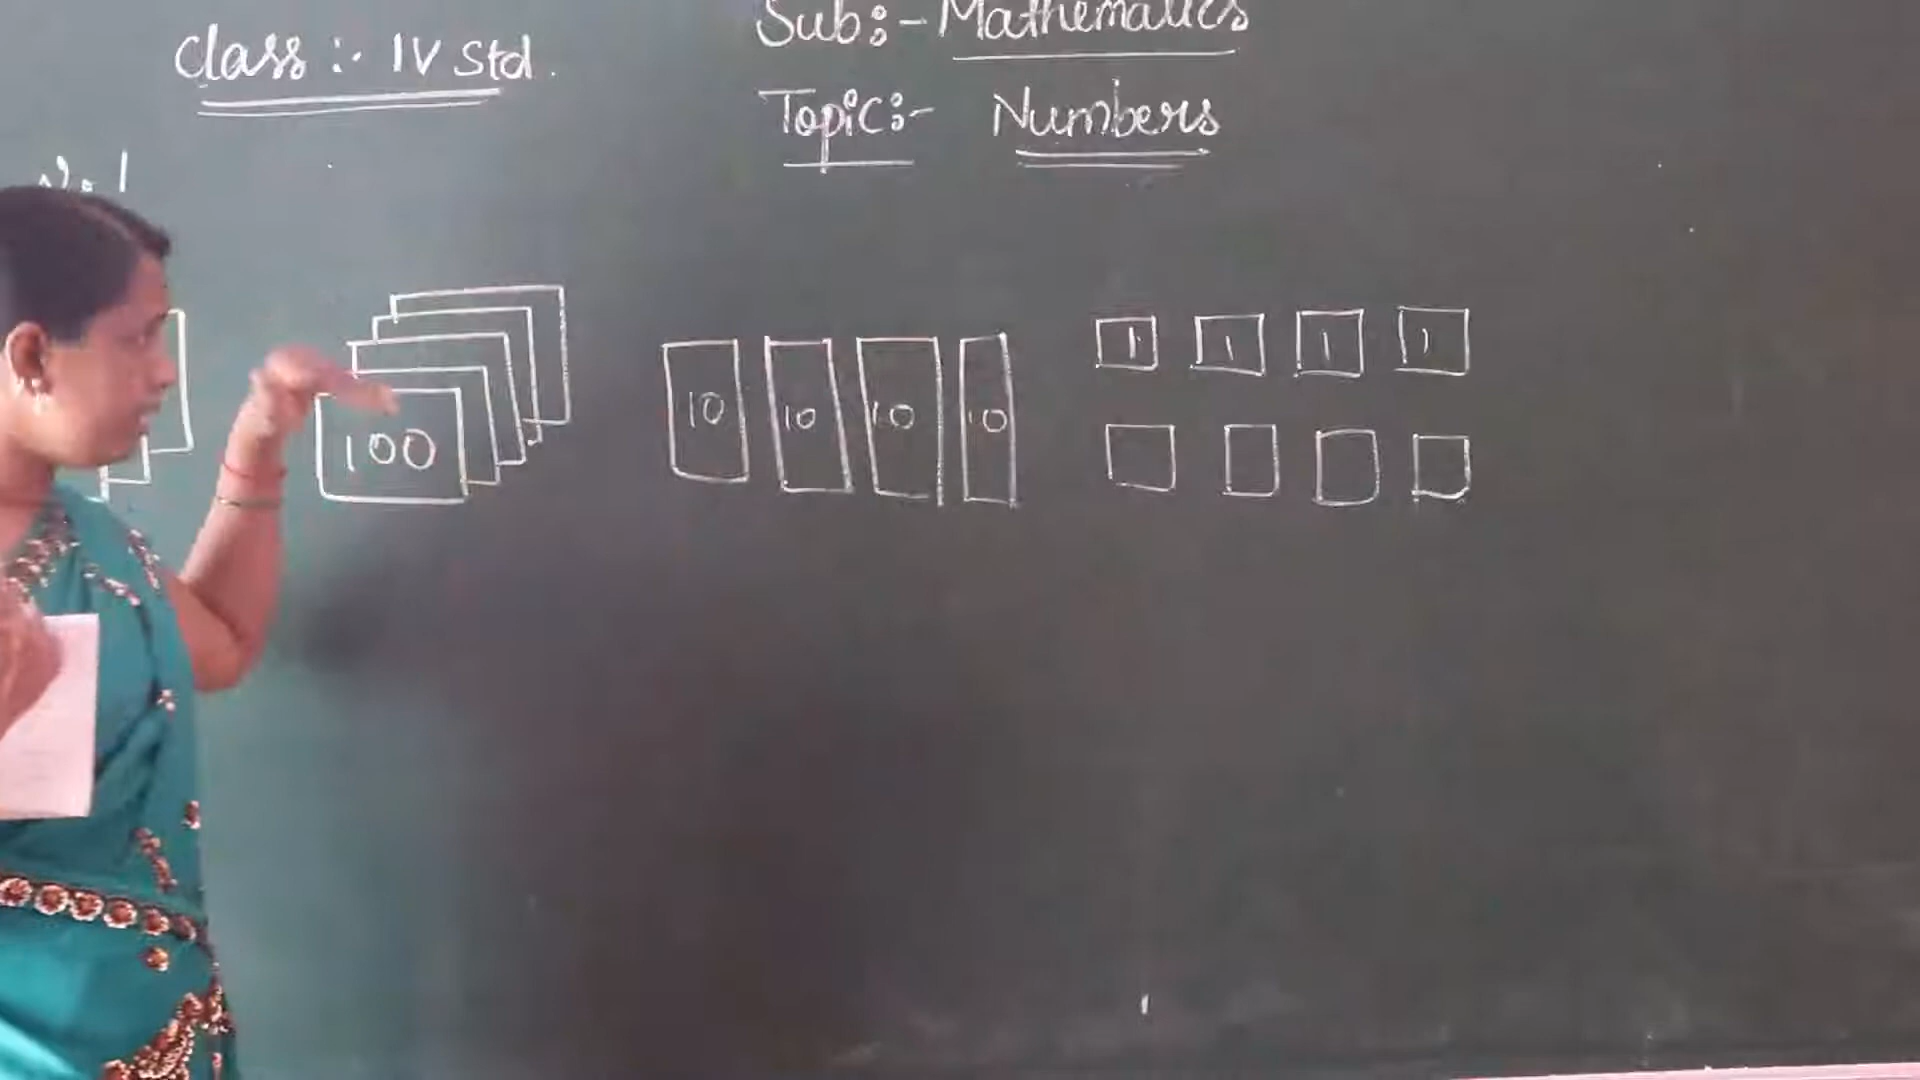 Class :- IV Std.
Sub :- Mathematics
Topic :- Numbers
100
10 10 10 10
1 1 1 1